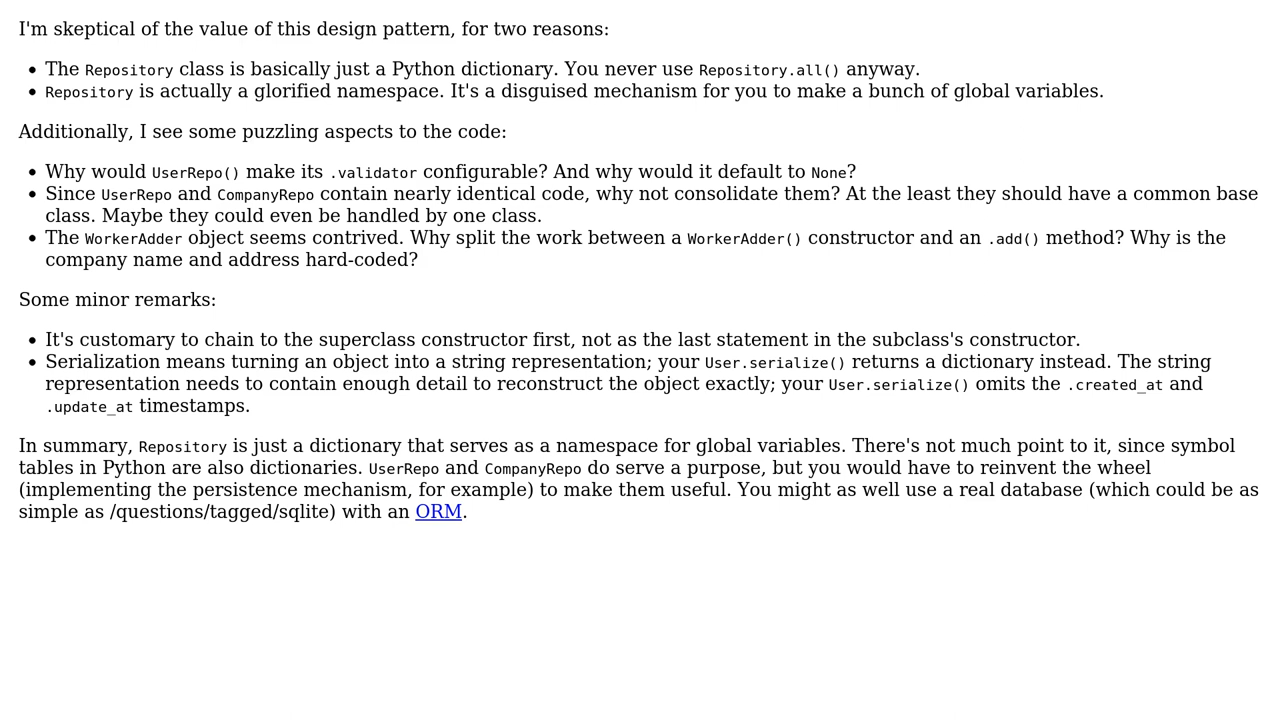 I'm skeptical of the value of this design pattern, for two reasons:
• The Repository class is basically just a Python dictionary. You never use Repository.all() anyway.
• Repository is actually a glorified namespace. It's a disguised mechanism for you to make a bunch of global variables.
Additionally, I see some puzzling aspects to the code:
• Why would UserRepo() make its .validator configurable? And why would it default to None?
• Since UserRepo and CompanyRepo contain nearly identical code, why not consolidate them? At the least they should have a common base
class. Maybe they could even be handled by one class.
• The WorkerAdder object seems contrived. Why split the work between a WorkerAdder() constructor and an .add() method? Why is the
company name and address hard-coded?
Some minor remarks:
• It's customary to chain to the superclass constructor first, not as the last statement in the subclass's constructor.
• Serialization means turning an object into a string representation; your User.serialize() returns a dictionary instead. The string
representation needs to contain enough detail to reconstruct the object exactly; your User.serialize() omits the .created_at and
.update_at timestamps.
In summary, Repository is just a dictionary that serves as a namespace for global variables. There's not much point to it, since symbol
tables in Python are also dictionaries. UserRepo and CompanyRepo do serve a purpose, but you would have to reinvent the wheel
(implementing the persistence mechanism, for example) to make them useful. You might as well use a real database (which could be as
simple as /questions/tagged/sqlite) with an ORM.